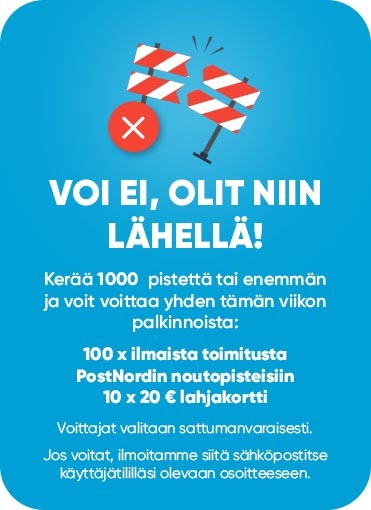 VOI EI, OLIT NIIN
LÄHELLÄ!
Kerää 1000 pistettä tai enemmän
ja voit voittaa yhden tämän viikon
palkinnoista:
100 x ilmaista toimitusta
PostNordin noutopisteisiin
10 x 20 € lahjakortti
Voittajat valitaan sattumanvaraisesti.
Jos voitat, ilmoitamme siitä sähköpostitse
käyttäjätililläsi olevaan osoitteeseen.